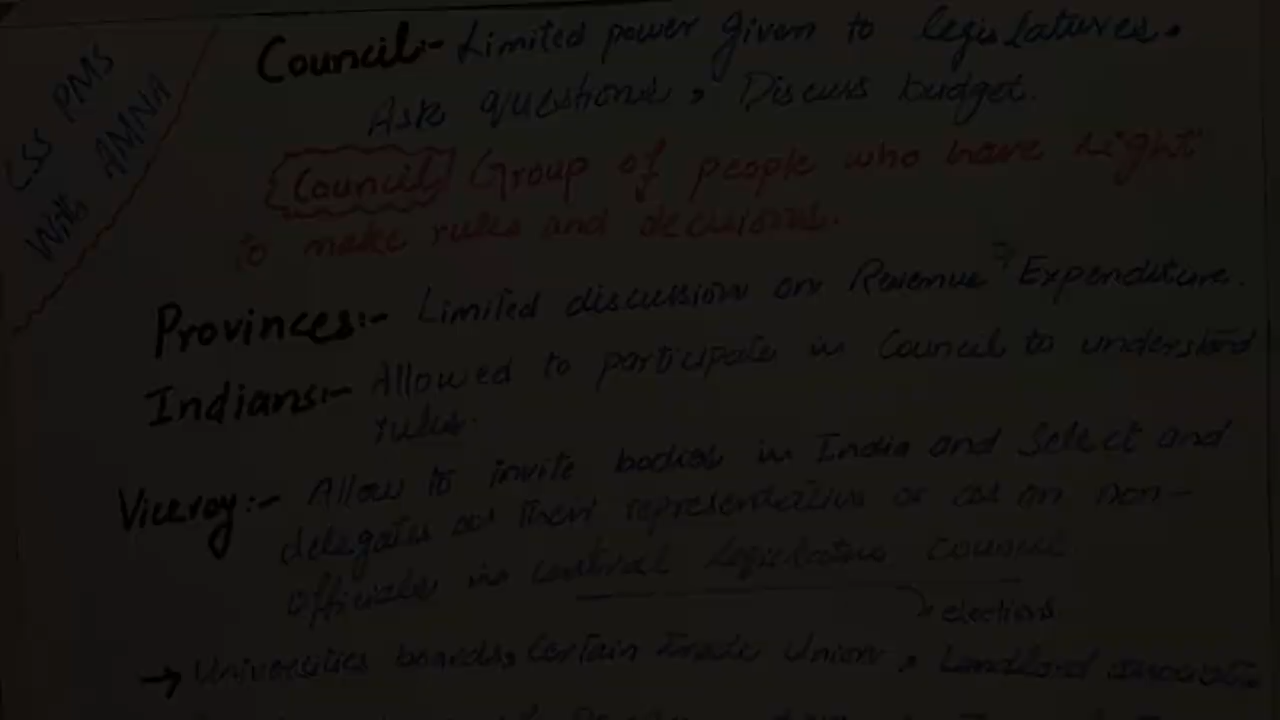 CSS PMS
With AMNA
Council:- Limited power given to legislatures.
Ask questions, Discuss budget.
Council Group of people who have right
to make rules and decisions.
Provinces:- Limited discussion on Revenue Expenditure.
Indians:- Allowed to participate in Council to understand
rules.
Viceroy:- Allow to invite bodies in India and Select and
delegates as their representative or as on non-
officials in central legislative council
elections
→ Universities boards, Certain Trade Union, Landlord